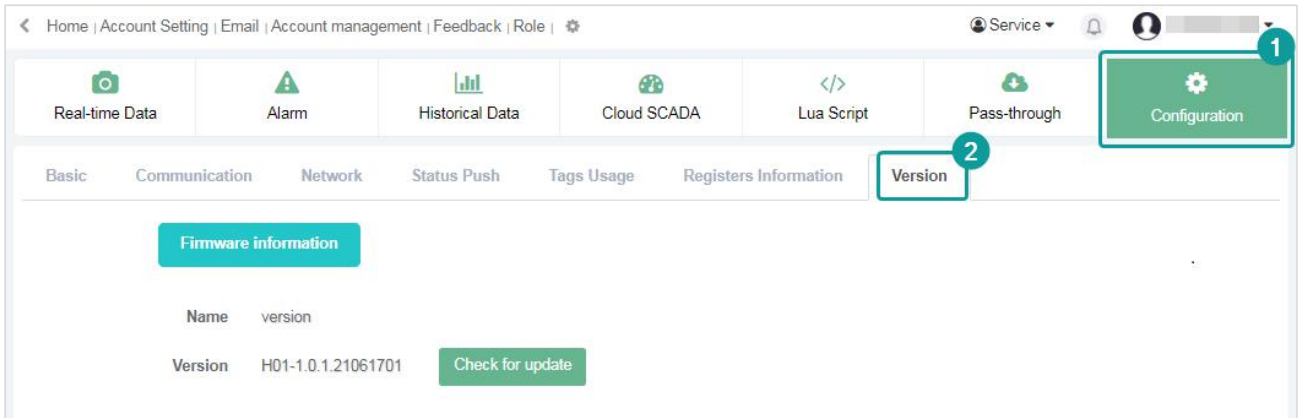 Home | Account Setting | Email | Account management | Feedback | Role | Service
1
Real-time Data Alarm Historical Data Cloud SCADA Lua Script Pass-through Configuration
2
Basic Communication Network Status Push Tags Usage Registers Information Version
Firmware information
Name version
Version H01-1.0.1.21061701 Check for update